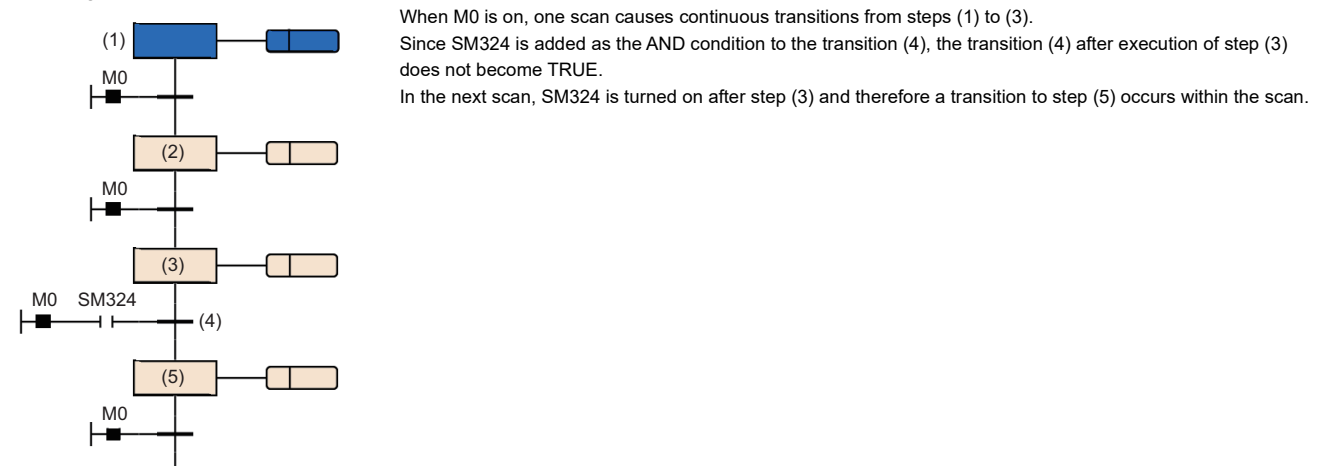 When M0 is on, one scan causes continuous transitions from steps (1) to (3).
Since SM324 is added as the AND condition to the transition (4), the transition (4) after execution of step (3)
does not become TRUE.
In the next scan, SM324 is turned on after step (3) and therefore a transition to step (5) occurs within the scan.
(1)
M0
(2)
M0
(3)
M0 SM324
(4)
(5)
M0